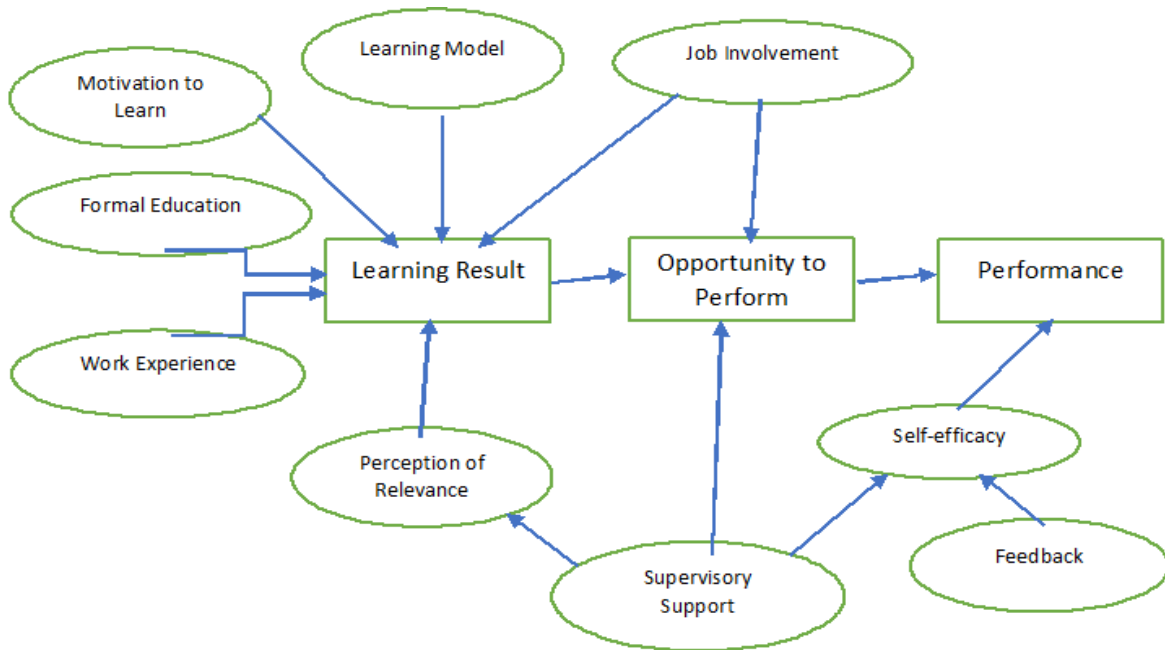 Learning Model
Job Involvement
Motivation to
Learn
Formal Education
Learning Result
Opportunity to
Perform
Performance
Work Experience
Perception of
Relevance
Self-efficacy
Supervisory
Support
Feedback